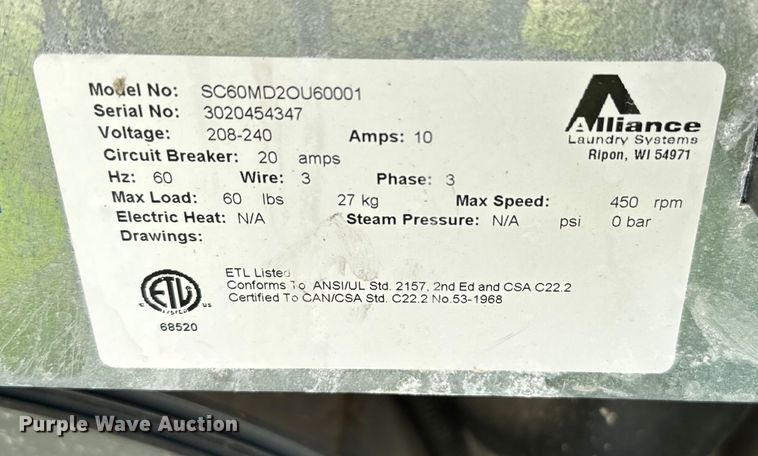 Model No: SC60MD2OU60001
Serial No: 3020454347
Voltage: 208-240 Amps: 10
Circuit Breaker: 20 amps
Hz: 60 Wire: 3 Phase: 3
Max Load: 60 lbs 27 kg Max Speed: 450 rpm
Electric Heat: N/A Steam Pressure: N/A psi 0 bar
Drawings:
Alliance
Laundry Systems
Ripon, WI 54971
ETL Listed
Conforms To ANSI/UL Std. 2157, 2nd Ed and CSA C22.2
Certified To CAN/CSA Std. C22.2 No.53-1968
ETL
LISTED
C US
68520
Purple Wave Auction